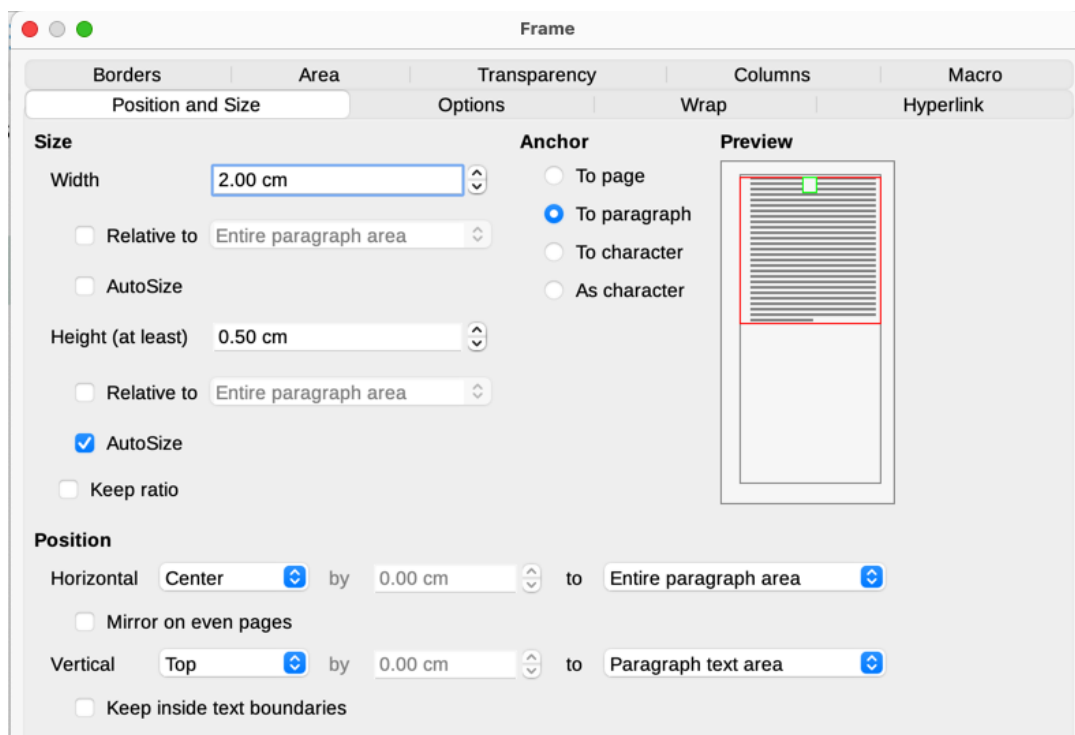 Frame
Borders Area Transparency Columns Macro
Position and Size Options Wrap Hyperlink
Size
Width 2.00 cm
Relative to Entire paragraph area
AutoSize
Height (at least) 0.50 cm
Relative to Entire paragraph area
AutoSize
Keep ratio
Anchor
To page
To paragraph
To character
As character
Preview
Position
Horizontal Center by 0.00 cm to Entire paragraph area
Mirror on even pages
Vertical Top by 0.00 cm to Paragraph text area
Keep inside text boundaries